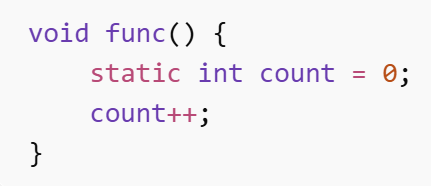 void func() {
    static int count = 0;
    count++;
}